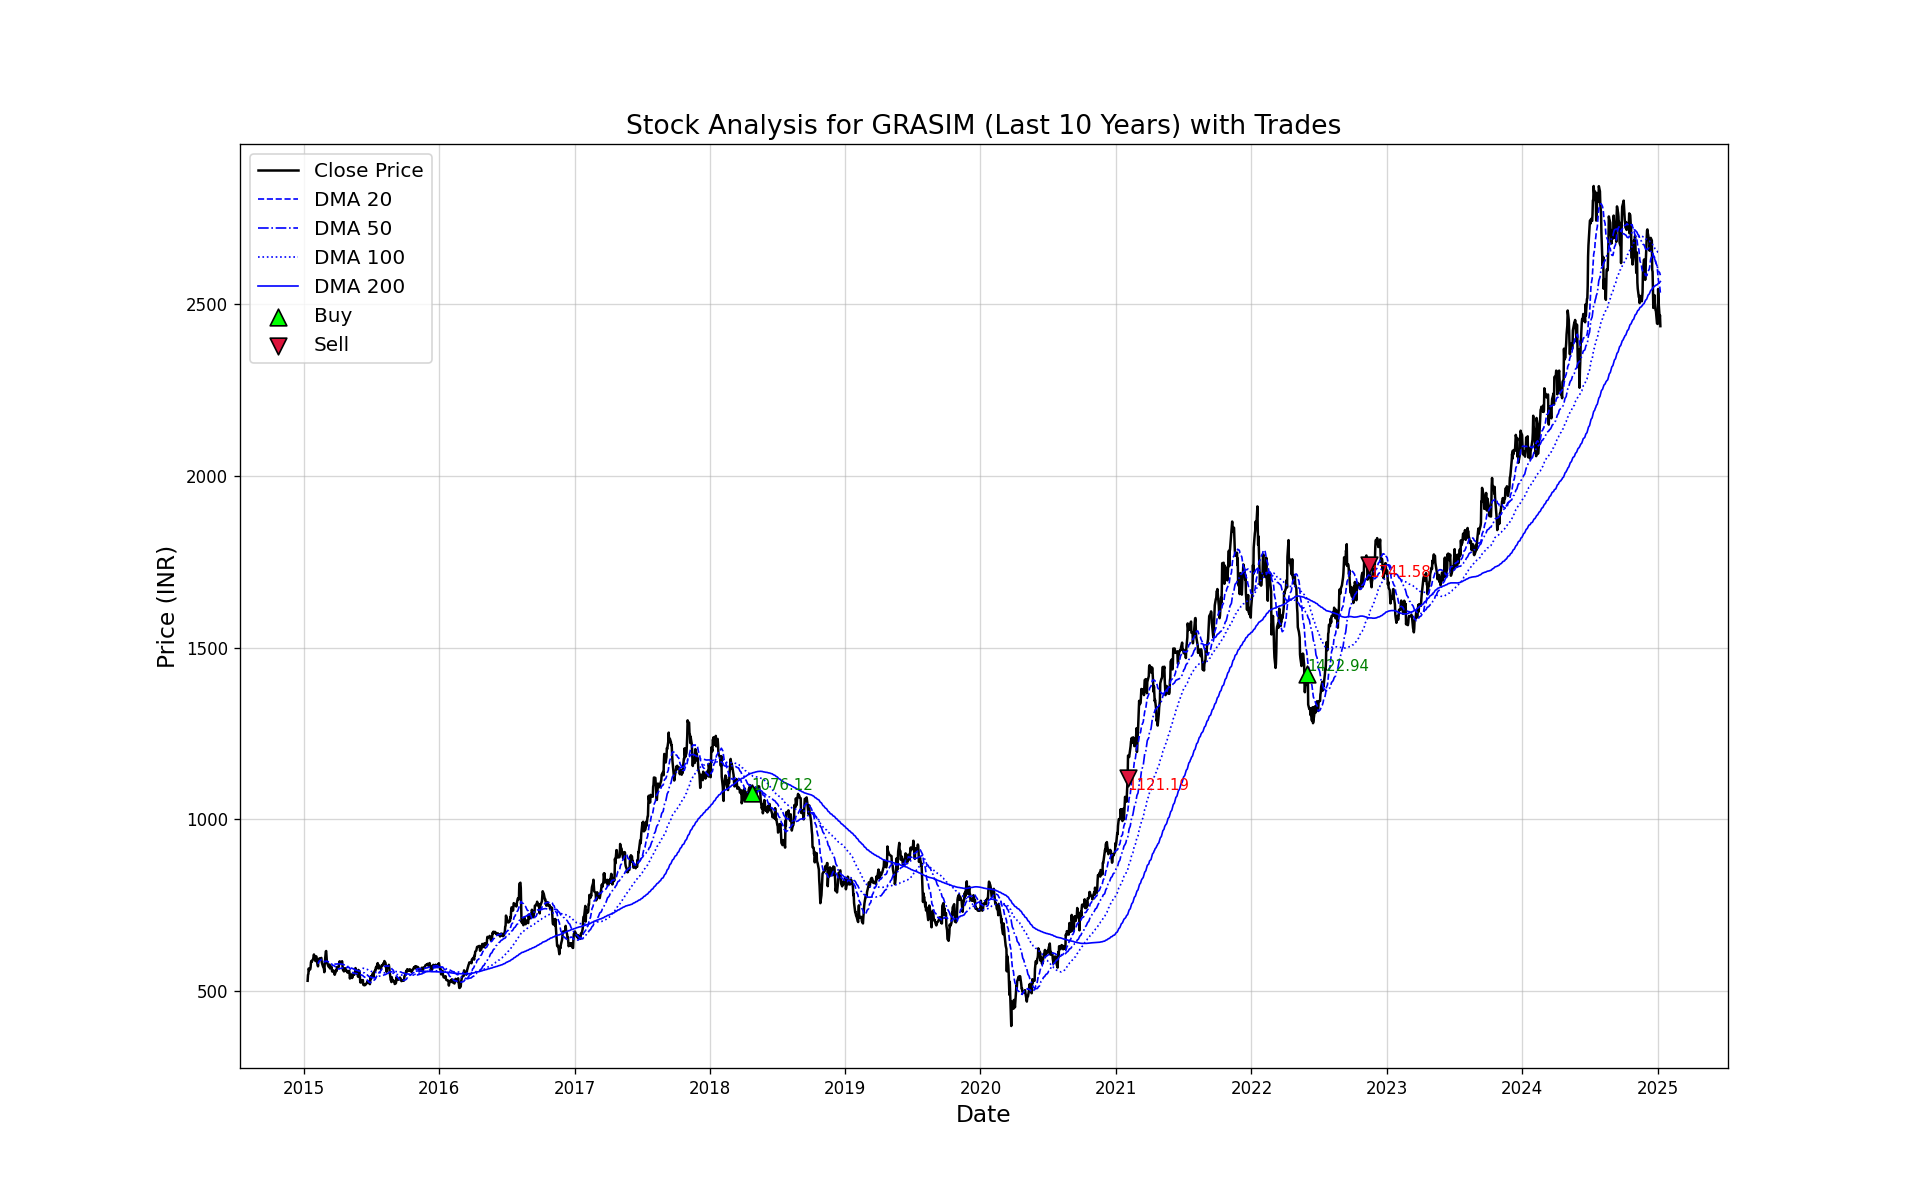 Stock Analysis for GRASIM (Last 10 Years) with Trades
Close Price
DMA 20
DMA 50
DMA 100
DMA 200
Buy
Sell
2500
2000
1500
1000
500
Price (INR)
1076.12
1121.19
1422.94
1741.58
2015 2016 2017 2018 2019 2020 2021 2022 2023 2024 2025
Date